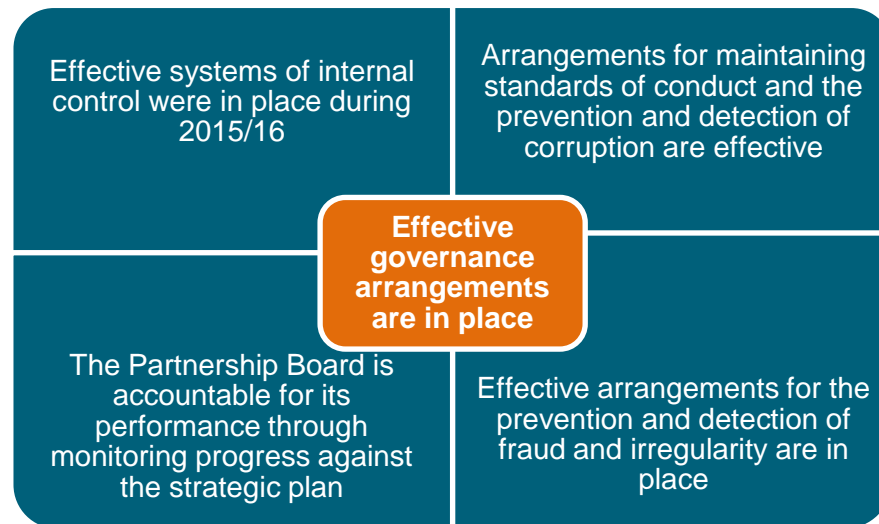 Effective systems of internal
control were in place during
2015/16
Arrangements for maintaining
standards of conduct and the
prevention and detection of
corruption are effective
Effective
governance
arrangements
are in place
The Partnership Board is
accountable for its
performance through
monitoring progress against
the strategic plan
Effective arrangements for the
prevention and detection of
fraud and irregularity are in
place